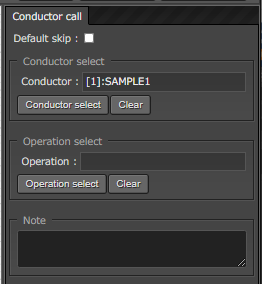 Conductor call
Default skip :
Conductor select
Conductor : [1]:SAMPLE1
Conductor select Clear
Operation select
Operation :
Operation select Clear
Note